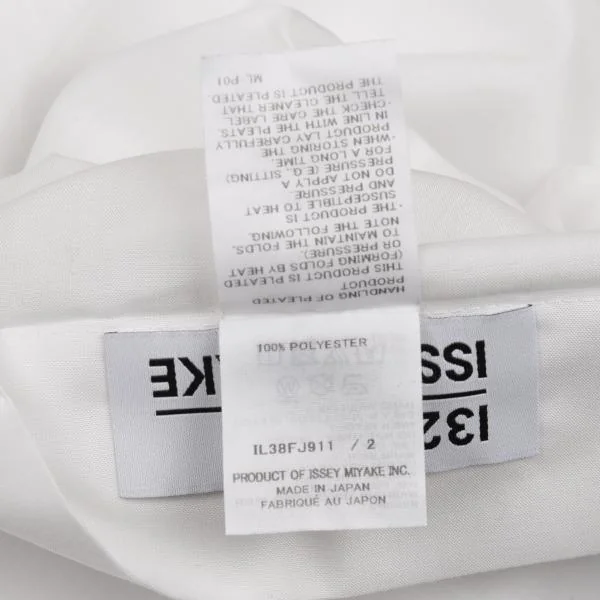 HANDLING OF PLEATED
PRODUCT
THIS PRODUCT IS PLEATED
(FORMING FOLDS BY HEAT
OR PRESSURE).
TO MAINTAIN THE FOLDS,
NOTE THE FOLLOWING.
・THE PRODUCT IS
SUSCEPTIBLE TO HEAT
AND PRESSURE.
DO NOT APPLY A
PRESSURE (EG., SITTING)
FOR A LONG TIME.
・WHEN STORING THE
PRODUCT LAY CAREFULLY
IN LINE WITH THE PLEATS.
・CHECK THE CARE LABEL
TELL THE CLEANER THAT
THE PRODUCT IS PLEATED.
ML P01
100% POLYESTER
IL38FJ911 / 2
PRODUCT OF ISSEY MIYAKE INC.
MADE IN JAPAN
FABRIQUÉ AU JAPON
132
ISS KE